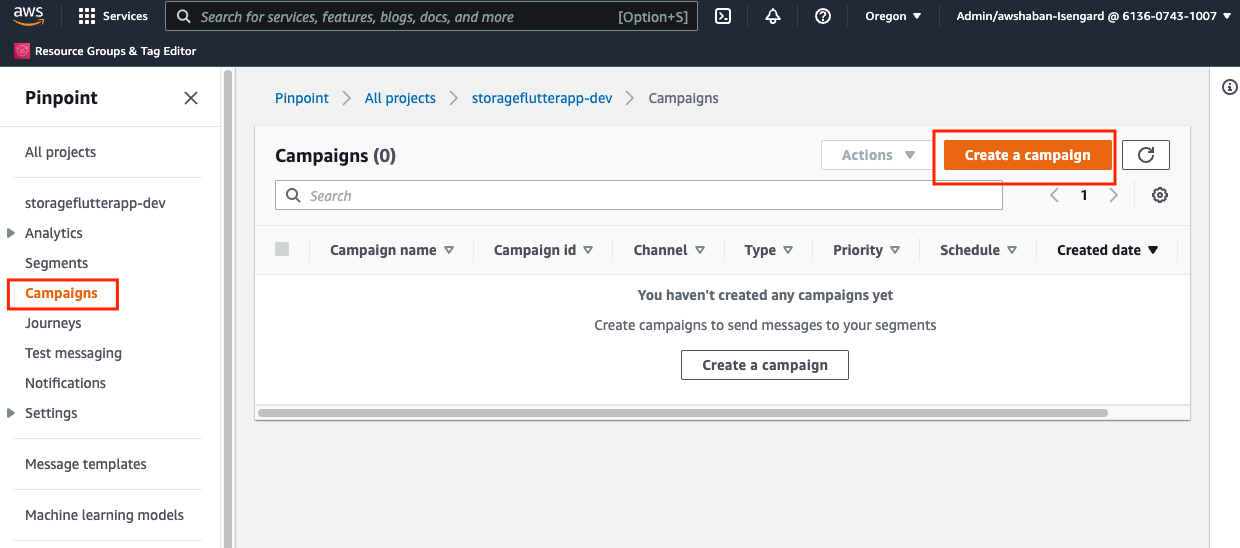 aws
Services
Search for services, features, blogs, docs, and more [Option+S]
Oregon
Admin/awshaban-Isengard @ 6136-0743-1007
Resource Groups & Tag Editor
Pinpoint
All projects
storageflutterapp-dev
Analytics
Segments
Campaigns
Journeys
Test messaging
Notifications
Settings
Message templates
Machine learning models
Pinpoint All projects storageflutterapp-dev Campaigns
Campaigns (0)
Actions
Create a campaign
Search
1
Campaign name Campaign id Channel Type Priority Schedule Created date
You haven't created any campaigns yet
Create campaigns to send messages to your segments
Create a campaign